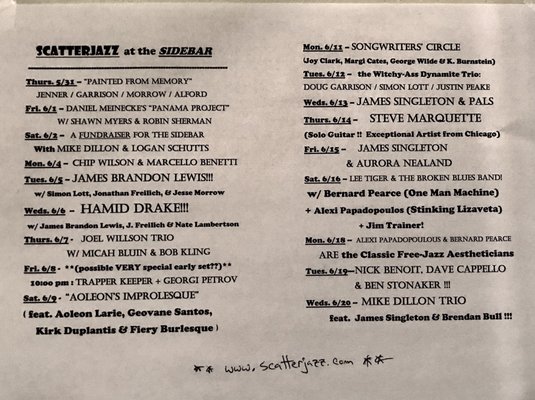 SCATTERJAZZ at the SIDEBAR
Thurs. 5/31 – "PAINTED FROM MEMORY"
JENNER / GARRISON / MORROW / ALFORD
Fri. 6/1 – DANIEL MEINECKE'S "PANAMA PROJECT"
W/ SHAWN MYERS & ROBIN SHERMAN
Sat. 6/2 – A FUNDRAISER FOR THE SIDEBAR
With MIKE DILLON & LOGAN SCHUTTS
Mon. 6/4 – CHIP WILSON & MARCELLO BENETTI
Tues. 6/5 – JAMES BRANDON LEWIS!!!
w/ Simon Lott, Jonathan Freilich, & Jesse Morrow
Weds. 6/6 – HAMID DRAKE!!!
w/ James Brandon Lewis, J. Freilich & Nate Lambertson
Thurs. 6/7 - JOEL WILLSON TRIO
W/ MICAH BLUIN & BOB KLING
Fri. 6/8 - **(possible VERY special early set??)**
10:00 pm : TRAPPER KEEPER + GEORGI PETROV
Sat. 6/9 - "AOLEON'S IMPROLESQUE"
( feat. Aoleon Larie, Geovane Santos,
Kirk Duplantis & Fiery Burlesque )
Mon. 6/11 – SONGWRITERS' CIRCLE
(Joy Clark, Margi Cates, George Wilde & K. Burnstein)
Tues. 6/12 – the Witchy-Ass Dynamite Trio:
DOUG GARRISON / SIMON LOTT / JUSTIN PEAKE
Weds. 6/13 – JAMES SINGLETON & PALS
Thurs. 6/14 – STEVE MARQUETTE
(Solo Guitar !! Exceptional Artist from Chicago)
Fri. 6/15 – JAMES SINGLETON
& AURORA NEALAND
Sat. 6/16 – LEE TIGER & THE BROKEN BLUES BAND!
w/ Bernard Pearce (One Man Machine)
+ Alexi Papadopoulos (Stinking Lizaveta)
+ Jim Trainer!
Mon. 6/18 – ALEXI PAPADOPOULOUS & BERNARD PEARCE
ARE the Classic Free-Jazz Aestheticians
Tues. 6/19—NICK BENOIT, DAVE CAPPELLO
& BEN STONAKER !!!
Weds. 6/20 – MIKE DILLON TRIO
feat. James Singleton & Brendan Bull !!!
** www.scatterjazz.com **